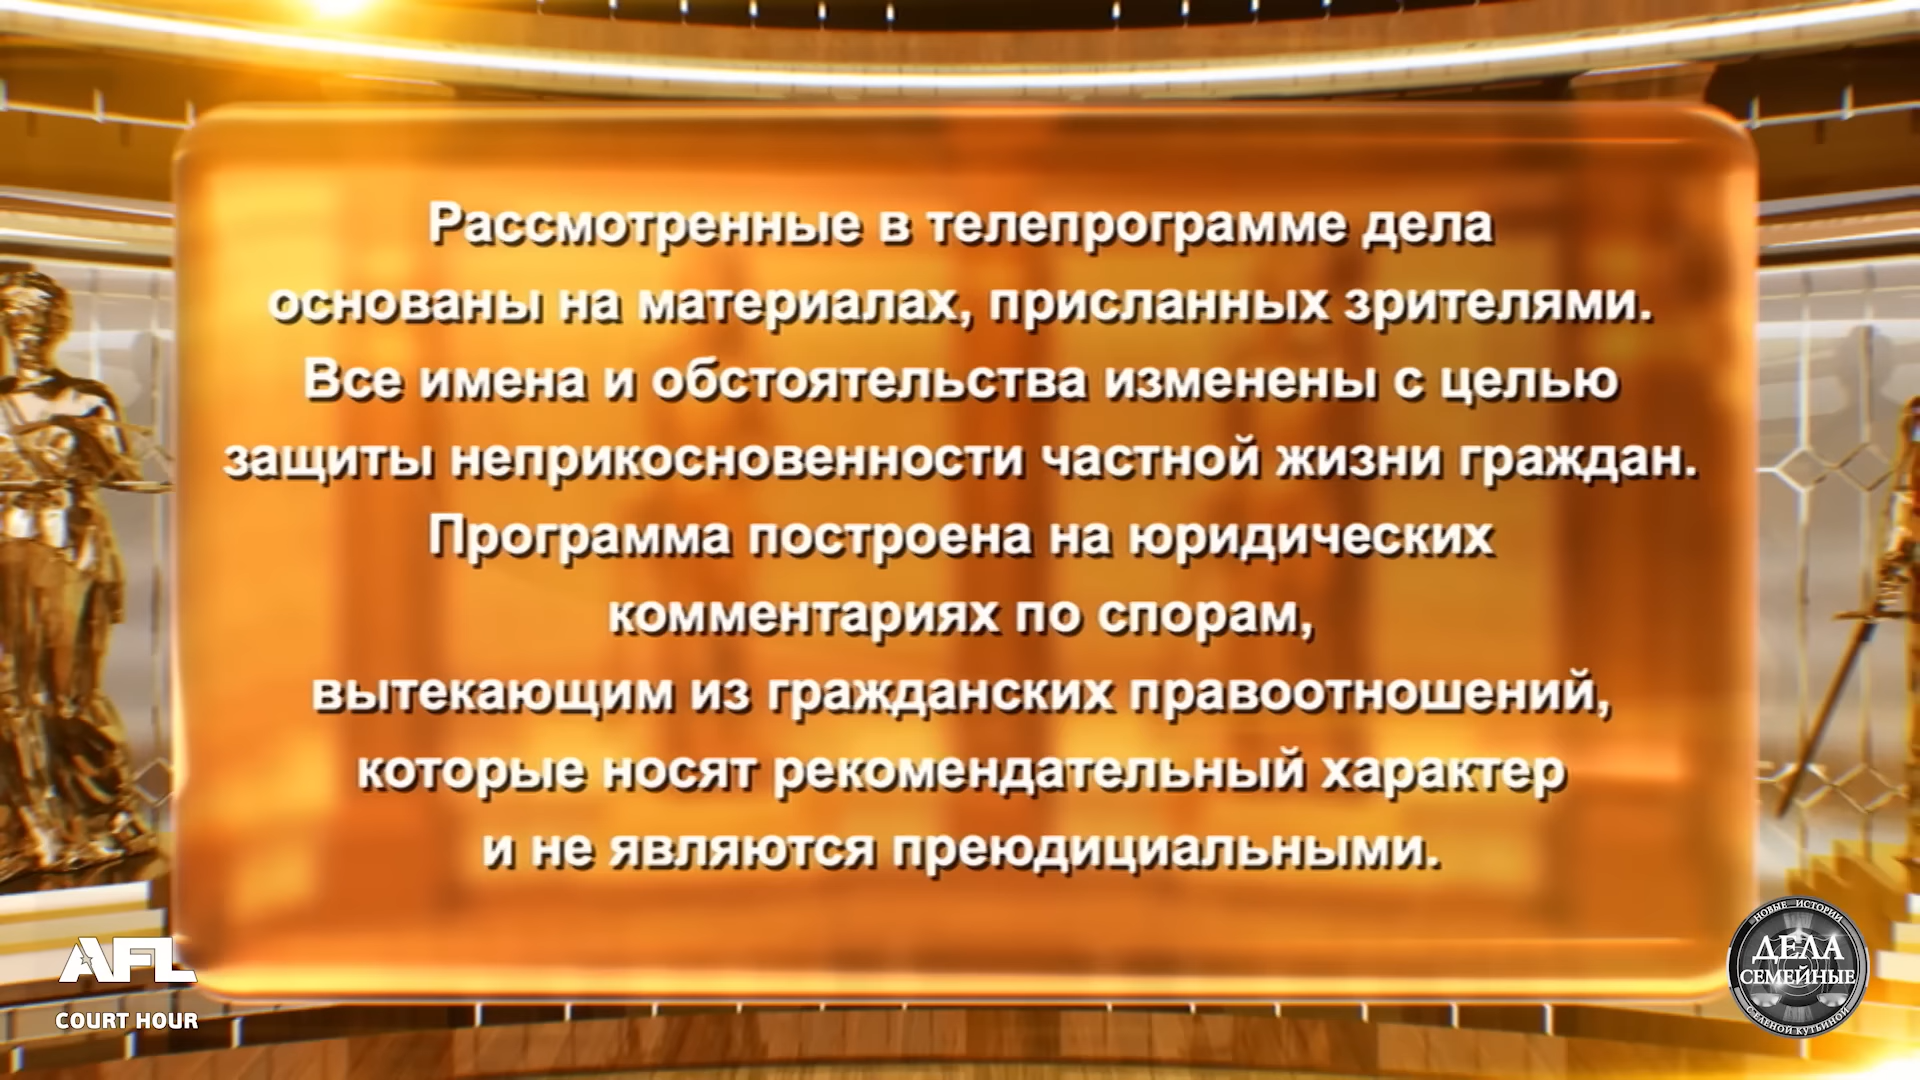 Рассмотренные в телепрограмме дела
основаны на материалах, присланных зрителями.
Все имена и обстоятельства изменены с целью
защиты неприкосновенности частной жизни граждан.
Программа построена на юридических
комментариях по спорам,
вытекающим из гражданских правоотношений,
которые носят рекомендательный характер
и не являются преюдициальными.
AFL
COURT HOUR
НОВЫЕ ИСТОРИИ
ДЕЛА
СЕМЕЙНЫЕ
С ЕЛЕНОЙ КУТЬИНОЙ